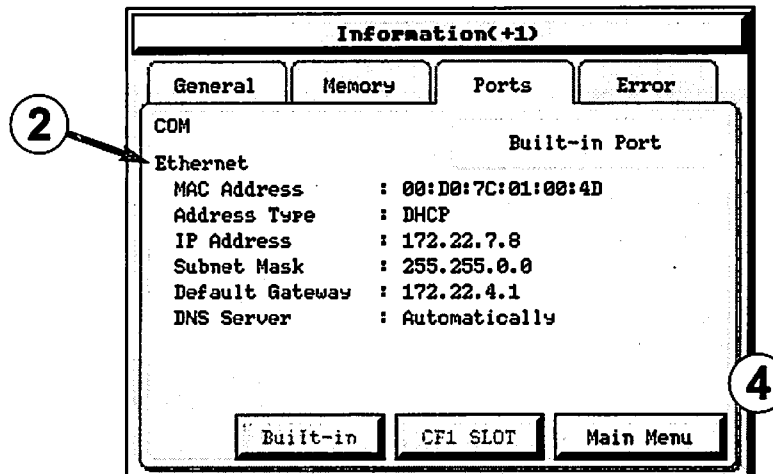 Information(+1)
General Memory Ports Error
COM
Built-in Port
2
Ethernet
MAC Address : 00:D0:7C:01:00:4D
Address Type : DHCP
IP Address : 172.22.7.8
Subnet Mask : 255.255.0.0
Default Gateway : 172.22.4.1
DNS Server : Automatically
4
Built-in CF1 SLOT Main Menu